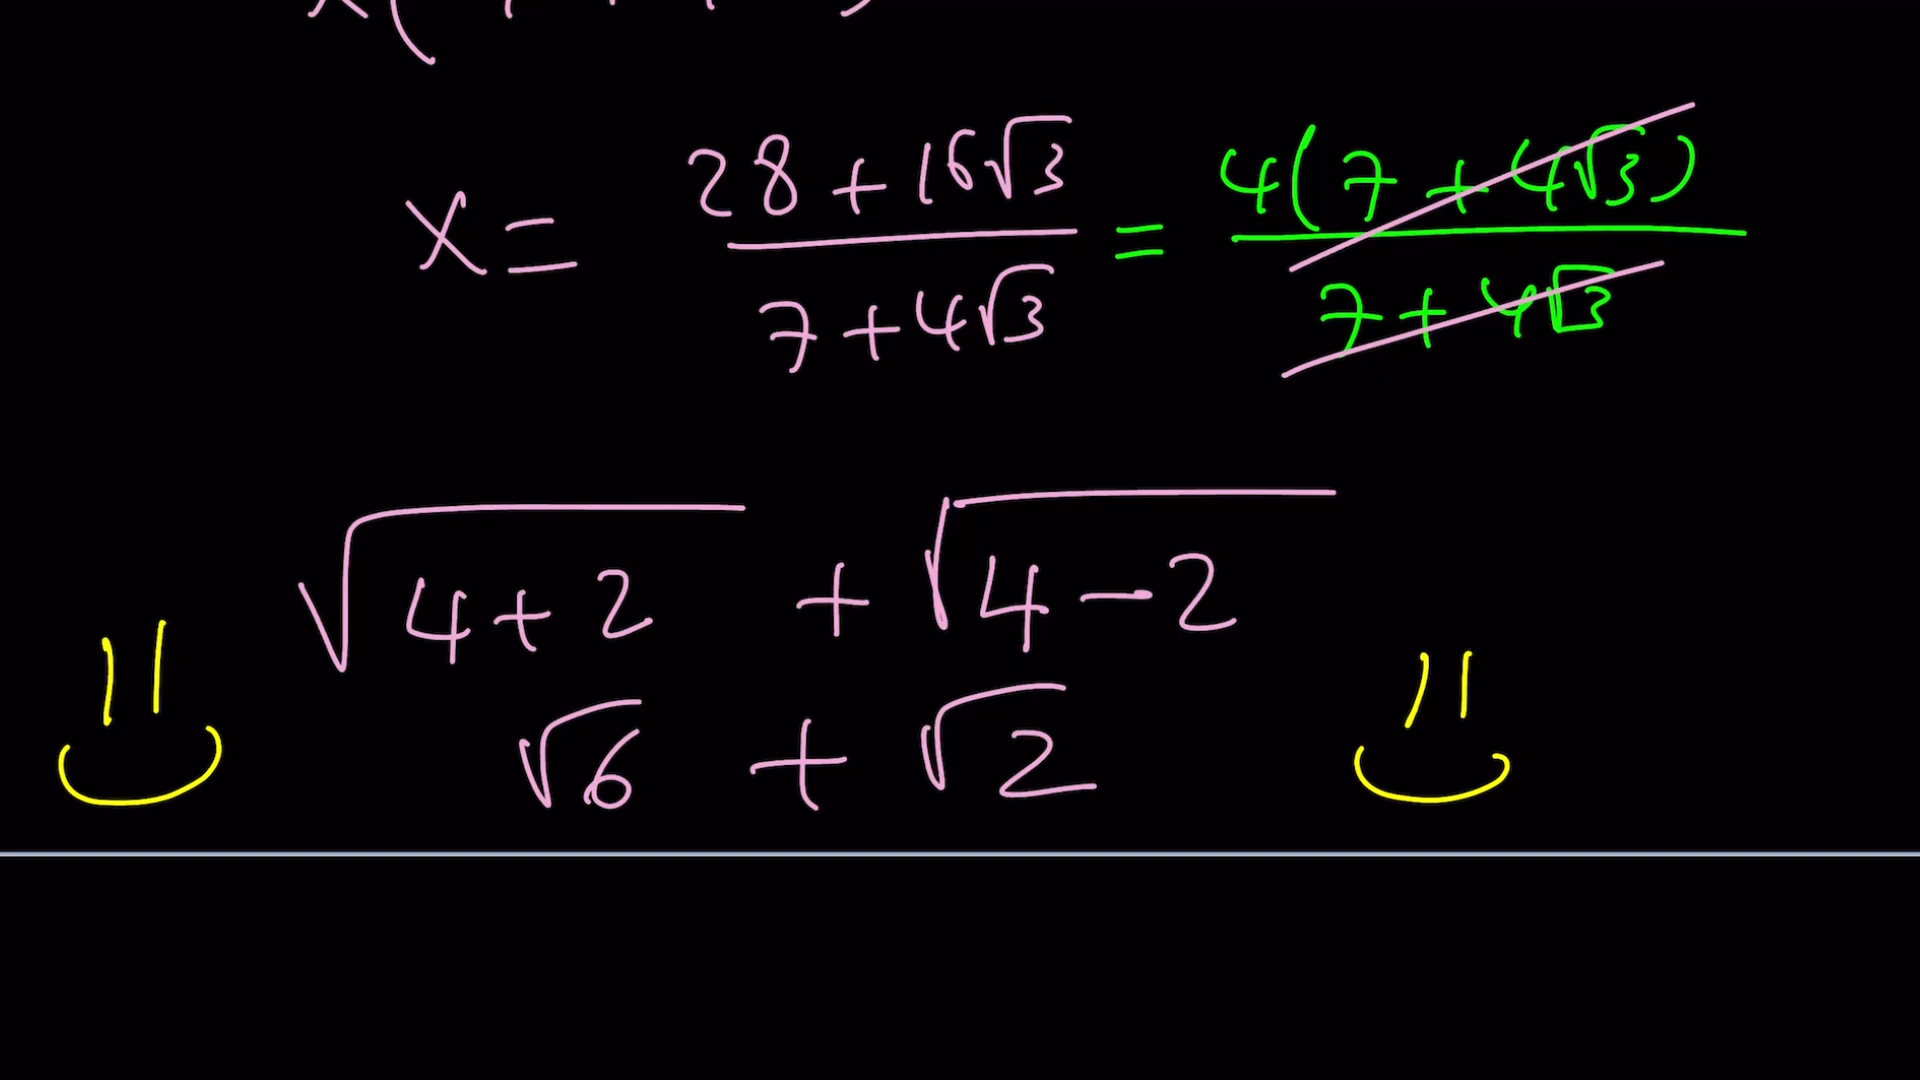 x = (28 + 16√3)/(7 + 4√3) = 4(7 + 4√3)/(7 + 4√3)
√(4 + 2) + √(4 - 2)
√6 + √2